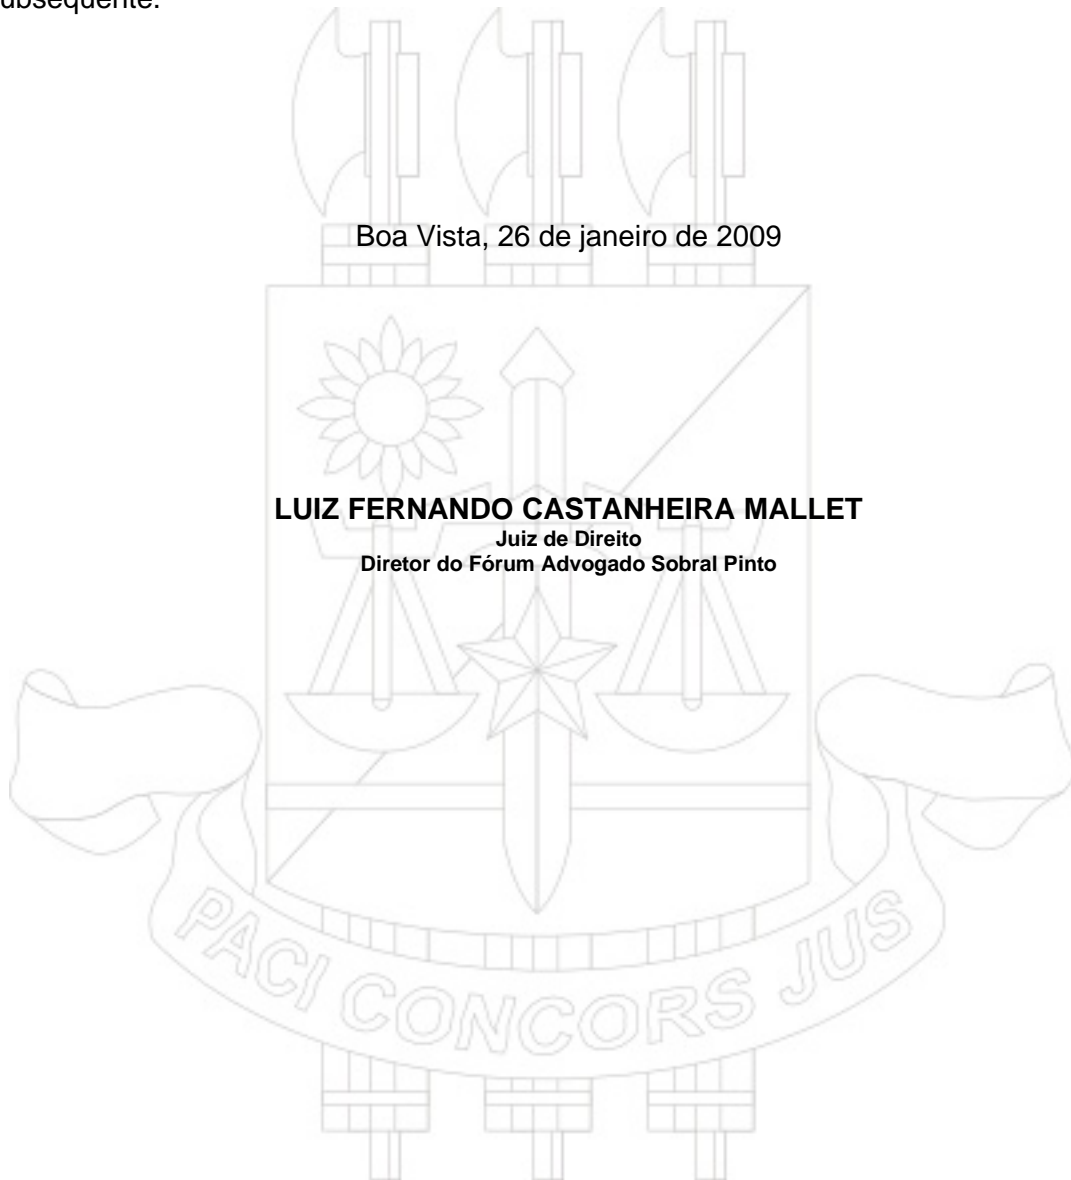 ubsequente.
Boa Vista, 26 de janeiro de 2009
LUIZ FERNANDO CASTANHEIRA MALLET
Juiz de Direito
Diretor do Fórum Advogado Sobral Pinto
PACI CONCORS JUS